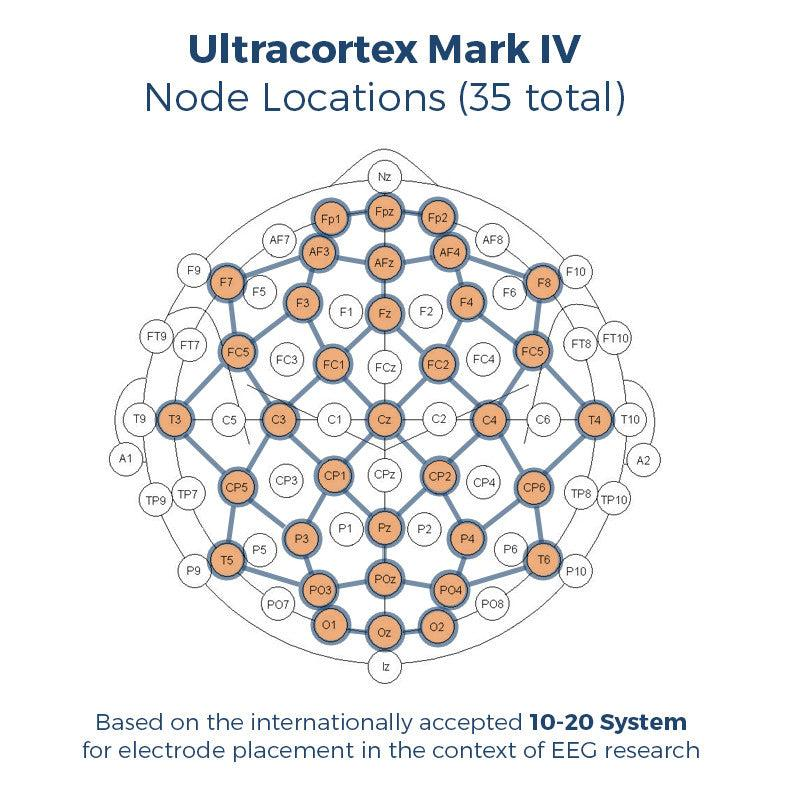 Ultracortex Mark IV
Node Locations (35 total)
Nz
Fp1 Fpz Fp2
AF7 AF8
AF3 AFz AF4
F9 F10
F7 F5 F3 F1 Fz F2 F4 F6 F8
FT9 FT7 FT8 FT10
FC5 FC3 FC1 FCz FC2 FC4 FC5
T9 T3 C5 C3 C1 Cz C2 C4 C6 T4 T10
A1 A2
CP5 CP3 CP1 CPz CP2 CP4 CP6
TP9 TP7 TP8 TP10
P9 T5 P5 P3 P1 Pz P2 P4 P6 T6 P10
PO7 PO3 POz PO4 PO8
O1 Oz O2
Iz
Based on the internationally accepted 10-20 System
for electrode placement in the context of EEG research